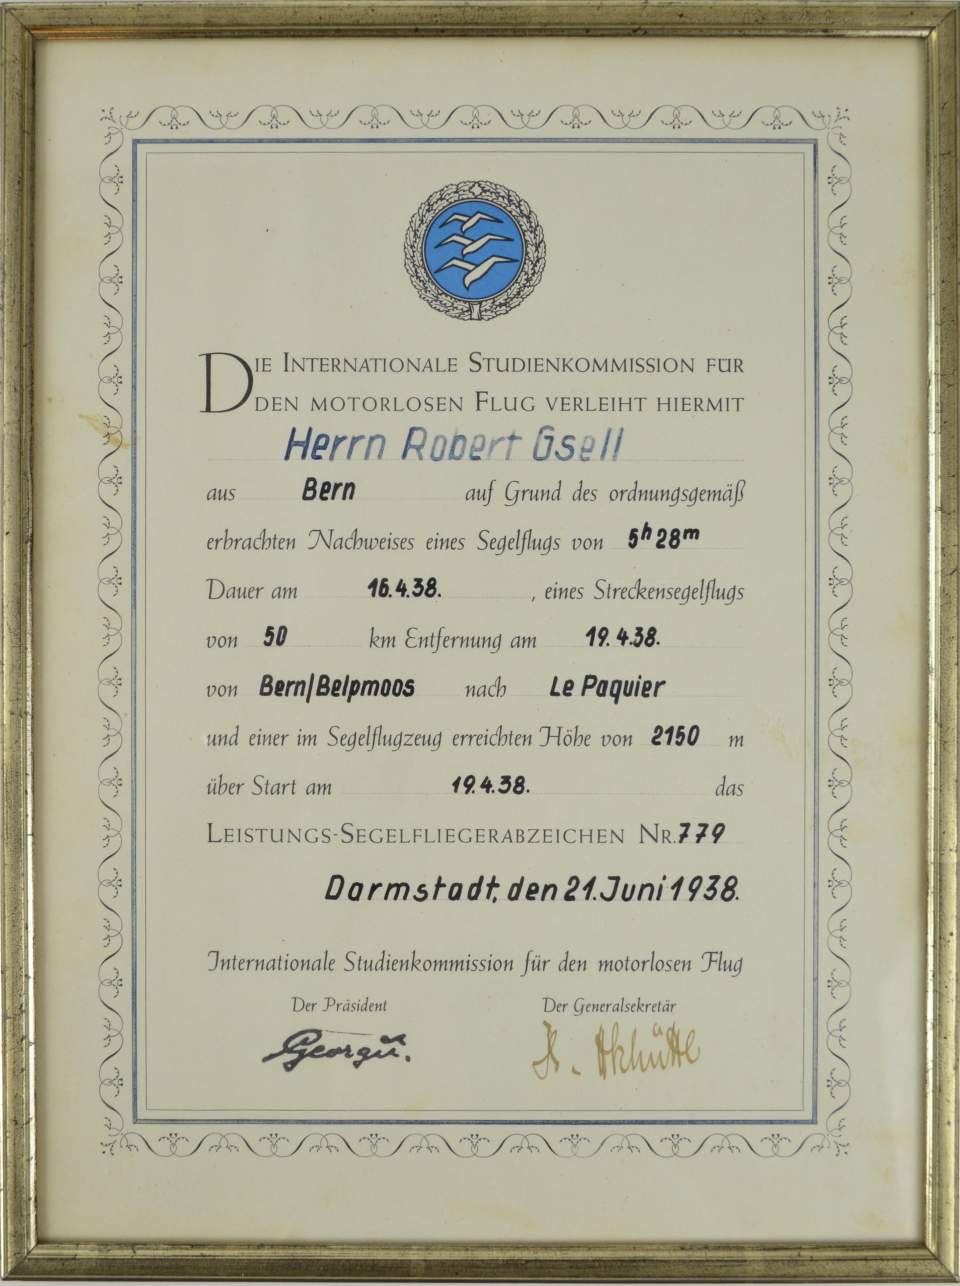 Die Internationale Studienkommission für
den motorlosen Flug verleiht hiermit
Herrn Robert Gsell
aus Bern auf Grund des ordnungsgemäß
erbrachten Nachweises eines Segelflugs von 5h 28m
Dauer am 16.4.38. , eines Streckensegelflugs
von 50 km Entfernung am 19.4.38.
von Bern/Belpmoos nach Le Paquier
und einer im Segelflugzeug erreichten Höhe von 2150 m
über Start am 19.4.38. das
Leistungs-Segelfliegerabzeichen Nr. 779
Darmstadt, den 21. Juni 1938.
Internationale Studienkommission für den motorlosen Flug
Der Präsident Der Generalsekretär
Georgii.